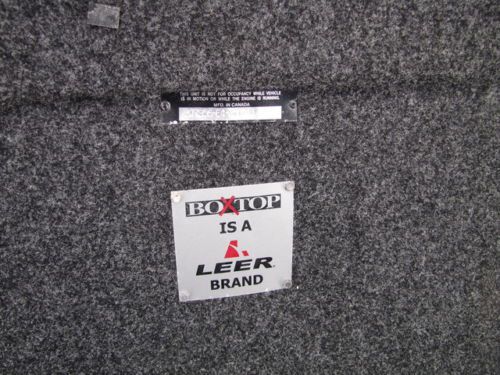 THIS UNIT IS NOT FOR OCCUPANCY WHILE VEHICLE
IS IN MOTION OR WHILE THE ENGINE IS RUNNING.
MFG. IN CANADA
BOXTOP
IS A
LEER®
BRAND